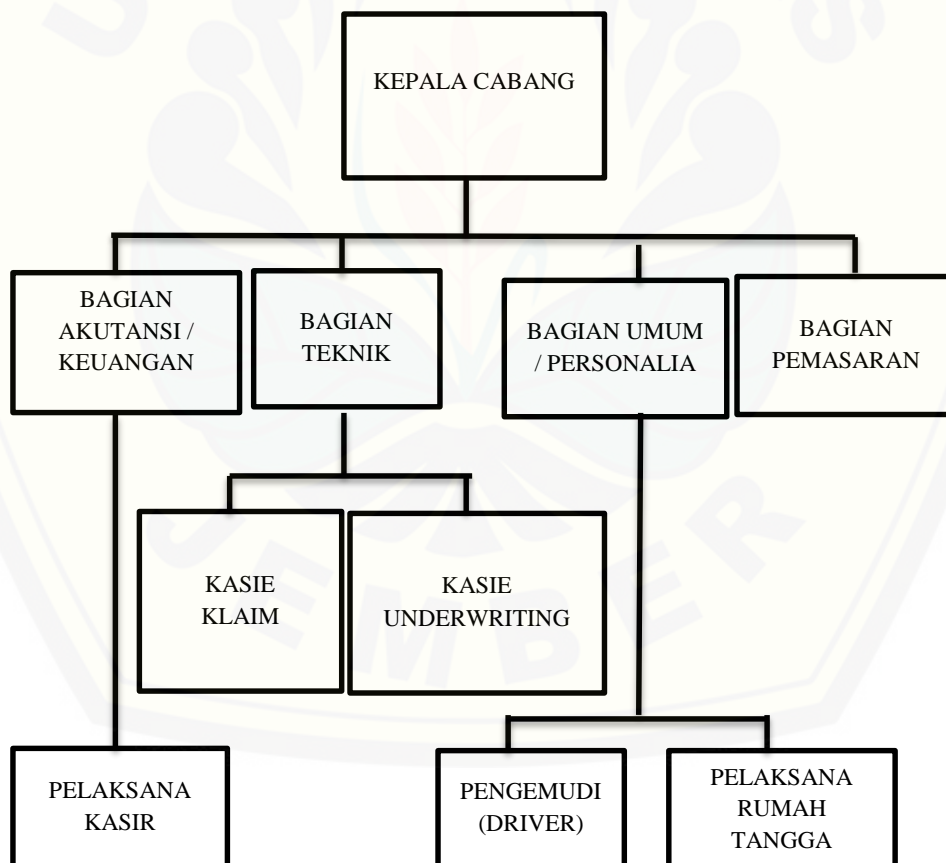 KEPALA CABANG
BAGIAN
AKUTANSI /
KEUANGAN
BAGIAN
TEKNIK
BAGIAN UMUM
/ PERSONALIA
BAGIAN
PEMASARAN
KASIE
KLAIM
KASIE
UNDERWRITING
PELAKSANA
KASIR
PENGEMUDI
(DRIVER)
PELAKSANA
RUMAH
TANGGA
JEMBER